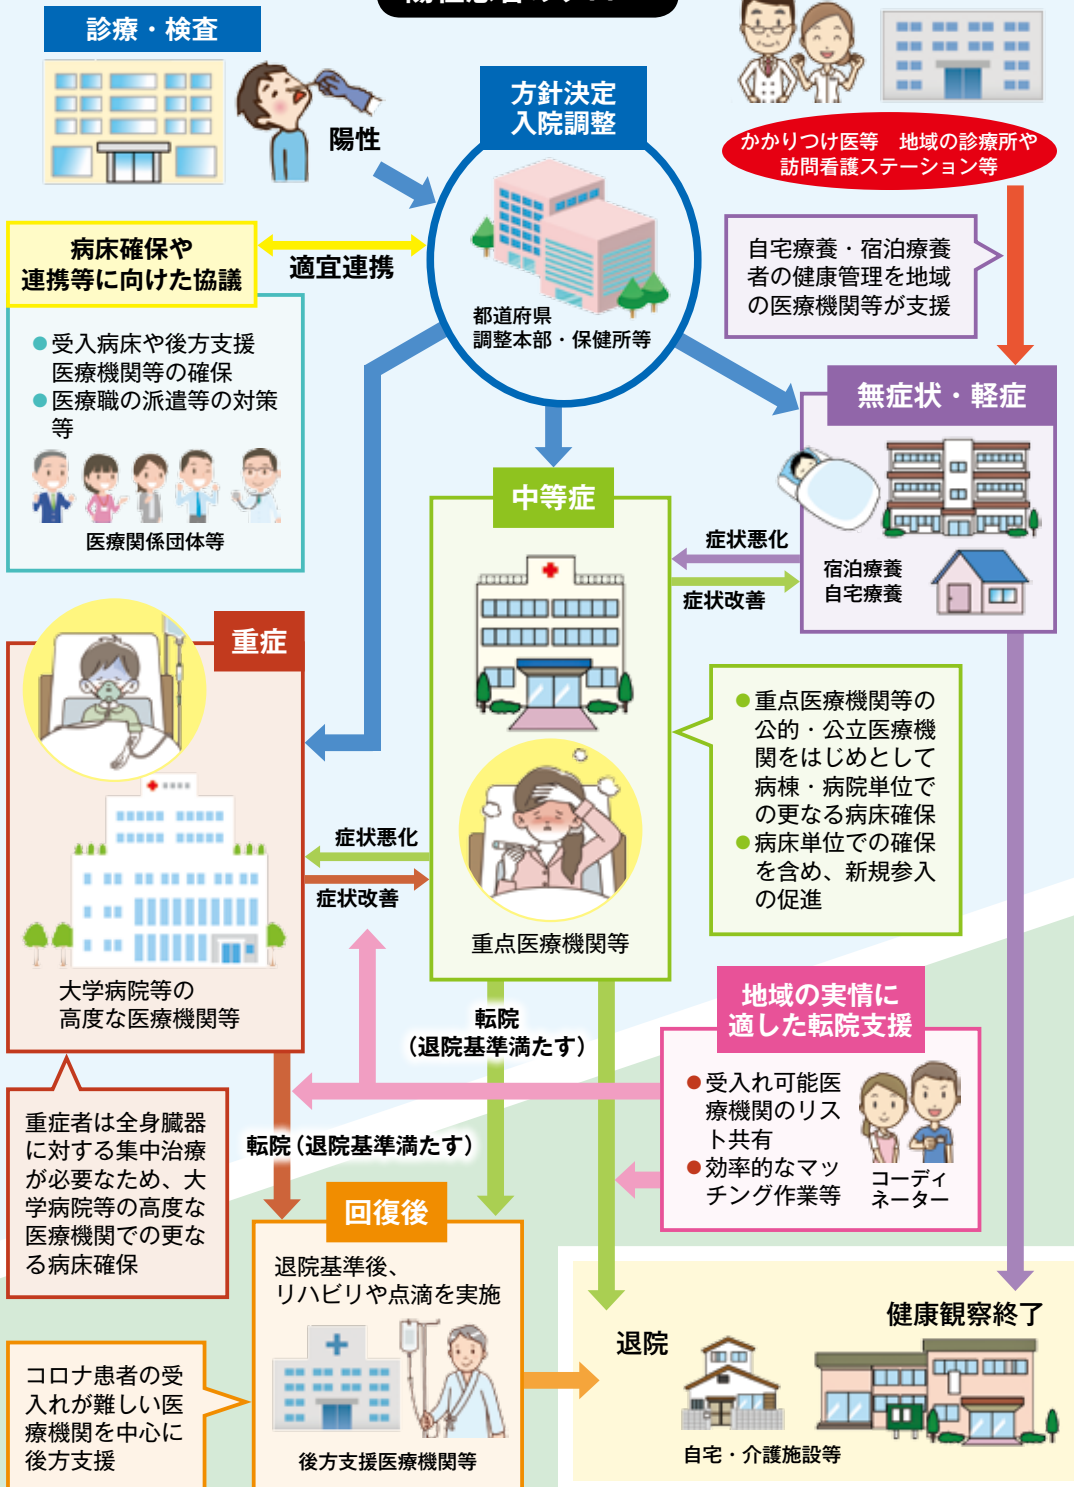 診療・検査
陽性
方針決定
入院調整
都道府県
調整本部・保健所等
かかりつけ医等　地域の診療所や
訪問看護ステーション等
自宅療養・宿泊療養
者の健康管理を地域
の医療機関等が支援
病床確保や
連携等に向けた協議
適宜連携
●受入病床や後方支援
医療機関等の確保
●医療職の派遣等の対策
等
医療関係団体等
無症状・軽症
宿泊療養
自宅療養
中等症
症状悪化
症状改善
重点医療機関等
●重点医療機関等の
公的・公立医療機
関をはじめとして
病棟・病院単位で
の更なる病床確保
●病床単位での確保
を含め、新規参入
の促進
重症
症状悪化
症状改善
大学病院等の
高度な医療機関等
重症者は全身臓器
に対する集中治療
が必要なため、大
学病院等の高度な
医療機関での更な
る病床確保
転院
（退院基準満たす）
転院（退院基準満たす）
地域の実情に
適した転院支援
●受入れ可能医
療機関のリス
ト共有
●効率的なマッ
チング作業等
コーディ
ネーター
回復後
退院基準後、
リハビリや点滴を実施
後方支援医療機関等
コロナ患者の受
入れが難しい医
療機関を中心に
後方支援
退院
健康観察終了
自宅・介護施設等